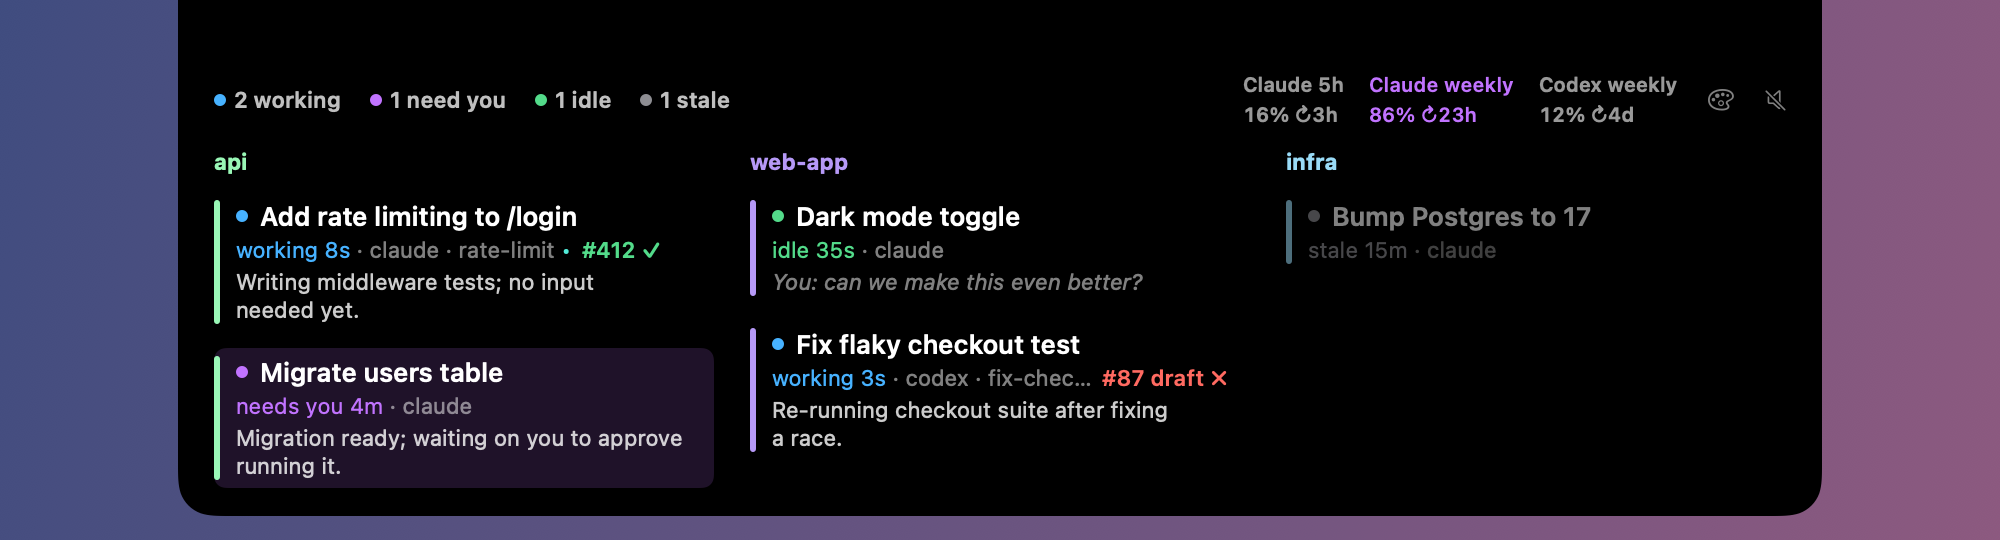 2 working 1 need you 1 idle 1 stale
Claude 5h
16% ↻3h
Claude weekly
86% ↻23h
Codex weekly
12% ↻4d
api
Add rate limiting to /login
working 8s · claude · rate-limit • #412 ✓
Writing middleware tests; no input
needed yet.
Migrate users table
needs you 4m · claude
Migration ready; waiting on you to approve
running it.
web-app
Dark mode toggle
idle 35s · claude
You: can we make this even better?
Fix flaky checkout test
working 3s · codex · fix-chec... #87 draft ✕
Re-running checkout suite after fixing
a race.
infra
Bump Postgres to 17
stale 15m · claude